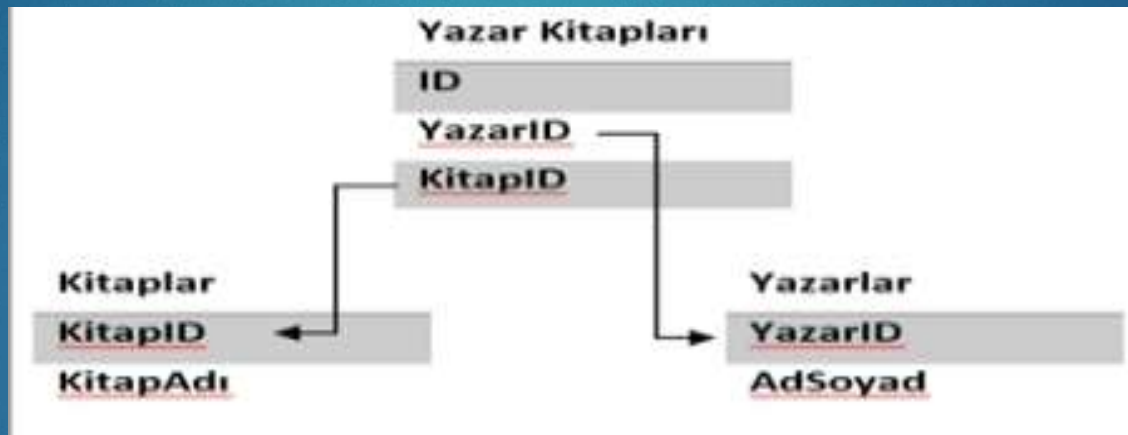 Yazar Kitapları
ID
YazarID
KitapID
Kitaplar
KitapID
KitapAdı
Yazarlar
YazarID
AdSoyad